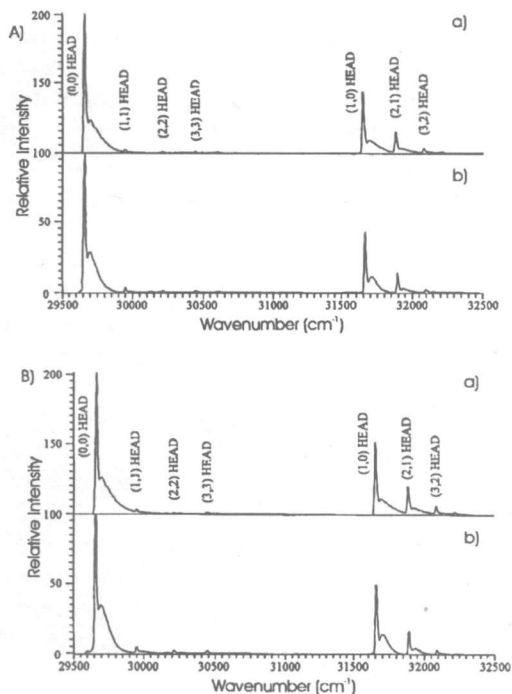 A)
a)
200
150
100
50
0
(0,0) HEAD
(1,1) HEAD
(2,2) HEAD
(3,3) HEAD
(1,0) HEAD
(2,1) HEAD
(3,2) HEAD
b)
Relative Intensity
29500 30000 30500 31000 31500 32000 32500
Wavenumber (cm⁻¹)
B)
a)
200
150
100
50
0
(0,0) HEAD
(1,1) HEAD
(2,2) HEAD
(3,3) HEAD
(1,0) HEAD
(2,1) HEAD
(3,2) HEAD
b)
Relative Intensity
29500 30000 30500 31000 31500 32000 32500
Wavenumber (cm⁻¹)